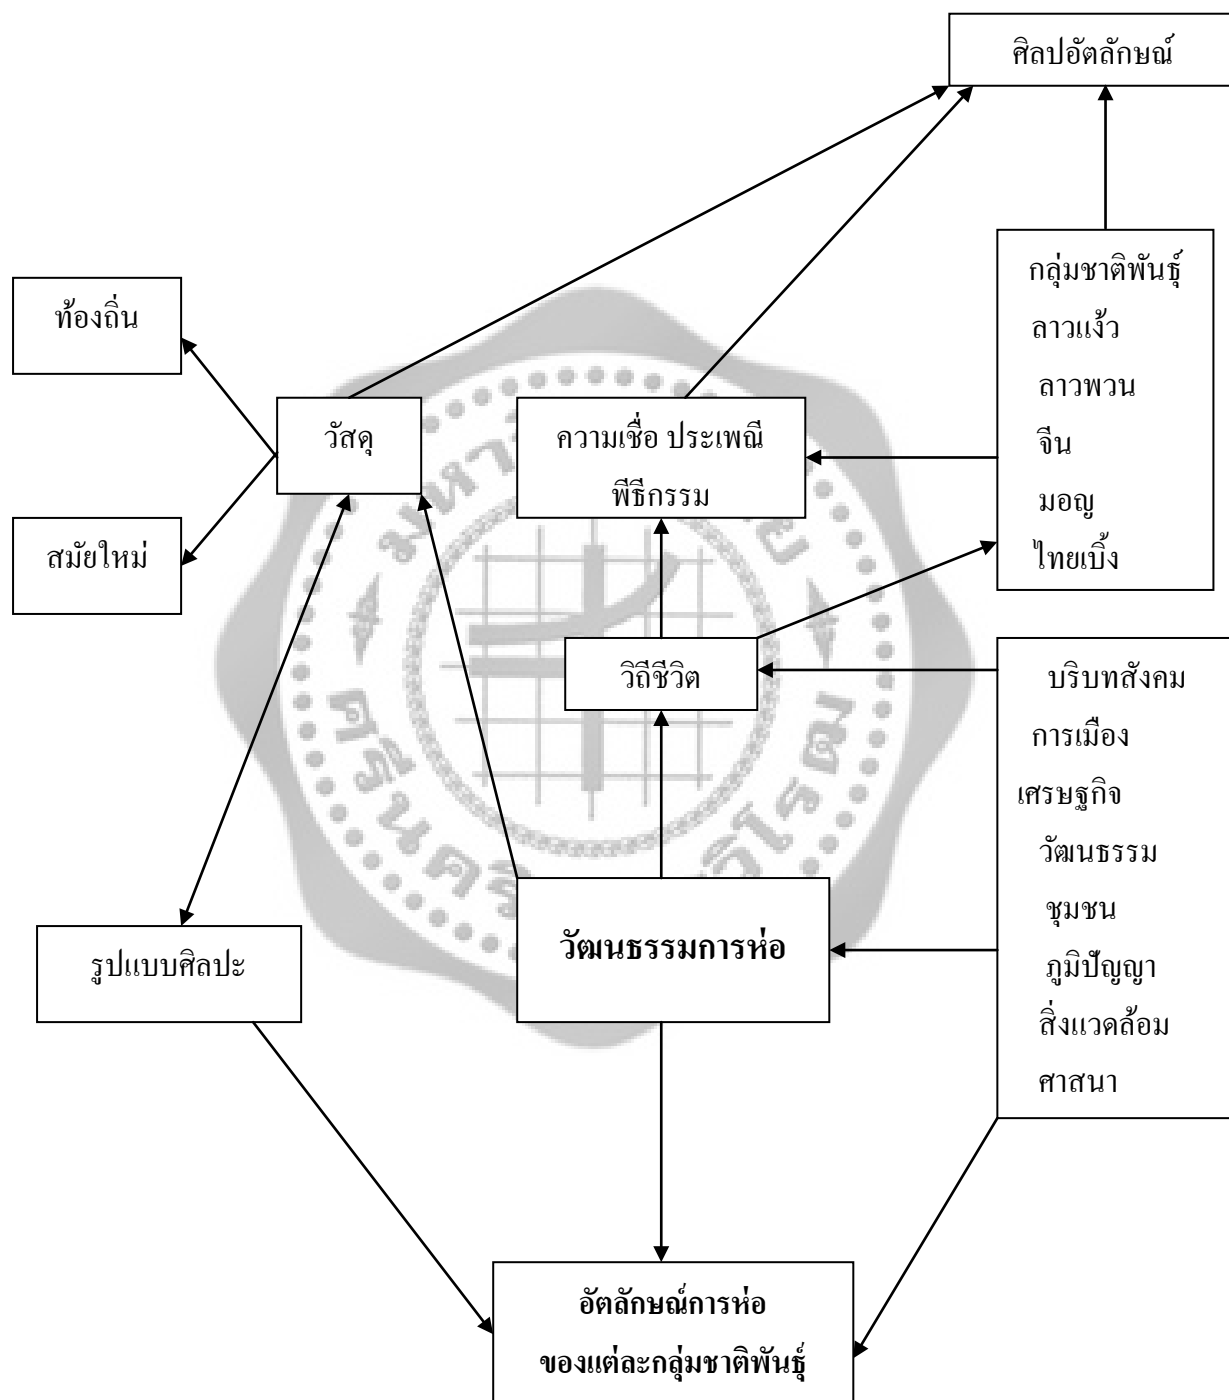 ศิลปอัตลักษณ์
กลุ่มชาติพันธุ์
ลาวแง้ว
ลาวพวน
จีน
มอญ
ไทยเบิ้ง
ท้องถิ่น
วัสดุ
ความเชื่อ ประเพณี
พีธีกรรม
สมัยใหม่
วิถีชีวิต
บริบทสังคม
การเมือง
เศรษฐกิจ
วัฒนธรรม
ชุมชน
ภูมิปัญญา
สิ่งแวดล้อม
ศาสนา
วัฒนธรรมการห่อ
รูปแบบศิลปะ
อัตลักษณ์การห่อ
ของแต่ละกลุ่มชาติพันธุ์